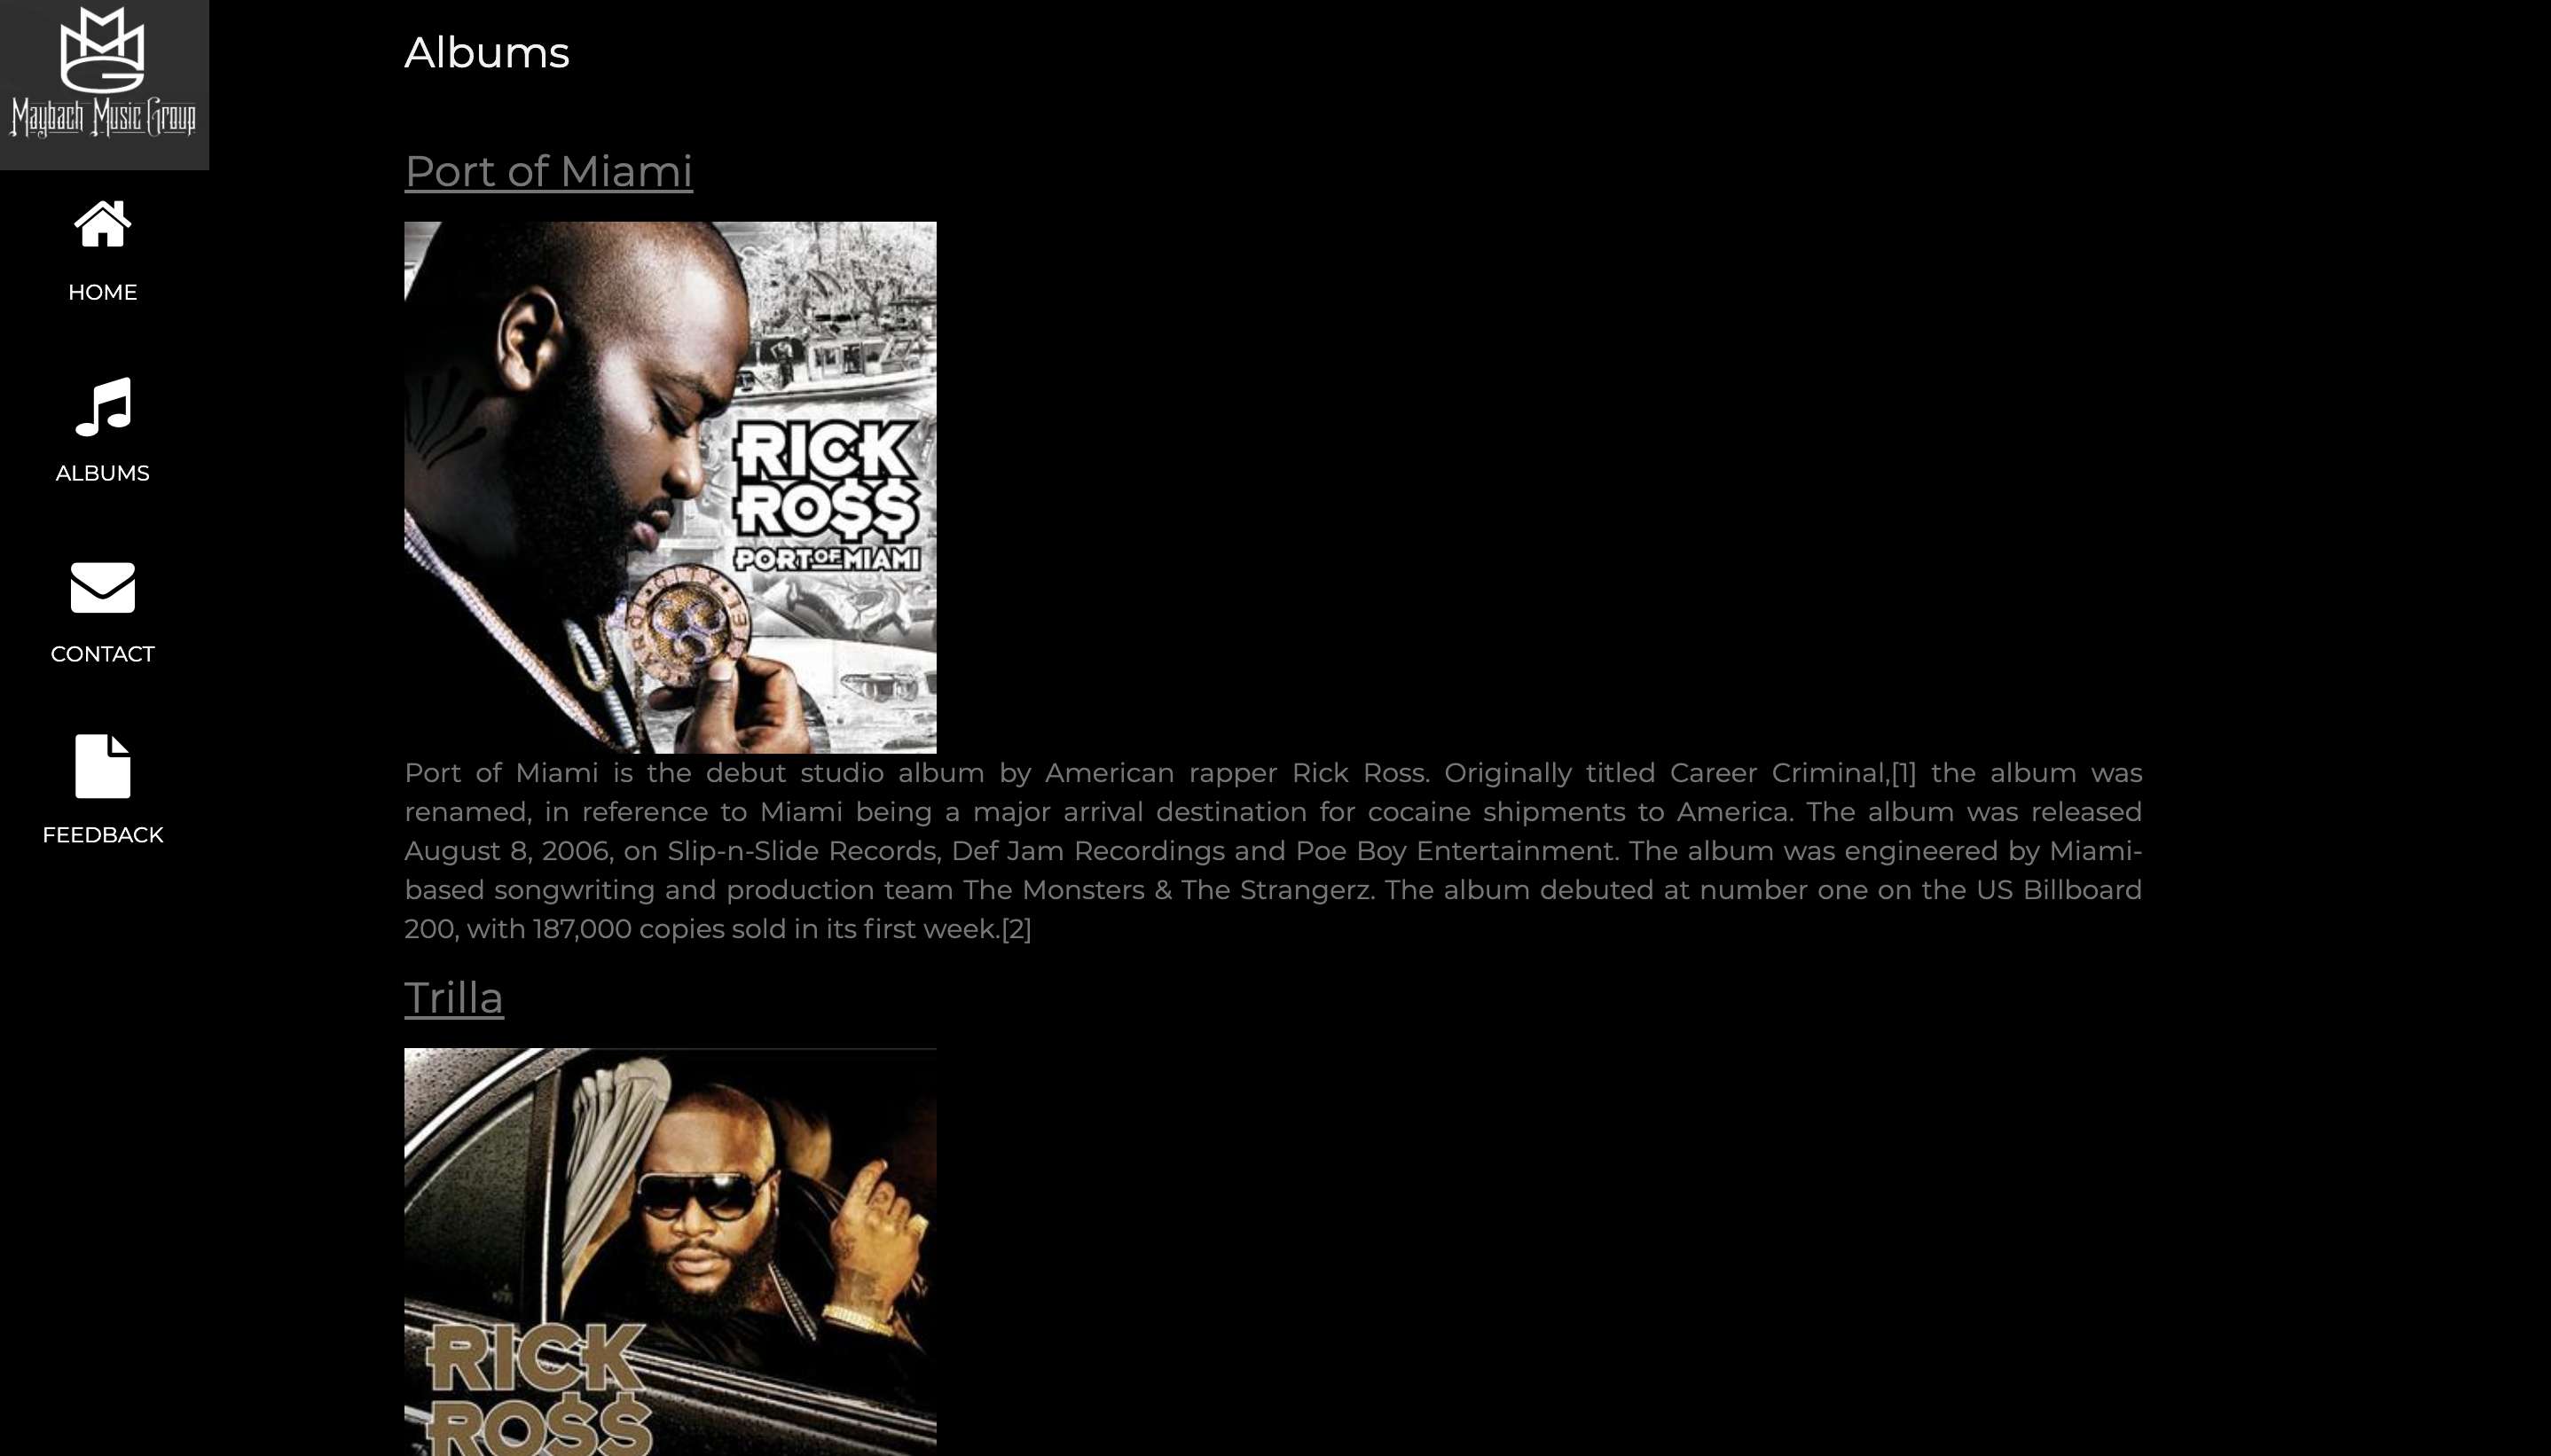 Maybach Music Group
HOME
ALBUMS
CONTACT
FEEDBACK
Albums
Port of Miami
RICK
RO$$
PORT OF MIAMI
Port of Miami is the debut studio album by American rapper Rick Ross. Originally titled Career Criminal,[1] the album was
renamed, in reference to Miami being a major arrival destination for cocaine shipments to America. The album was released
August 8, 2006, on Slip-n-Slide Records, Def Jam Recordings and Poe Boy Entertainment. The album was engineered by Miami-
based songwriting and production team The Monsters & The Strangerz. The album debuted at number one on the US Billboard
200, with 187,000 copies sold in its first week.[2]
Trilla
RICK
RO$$